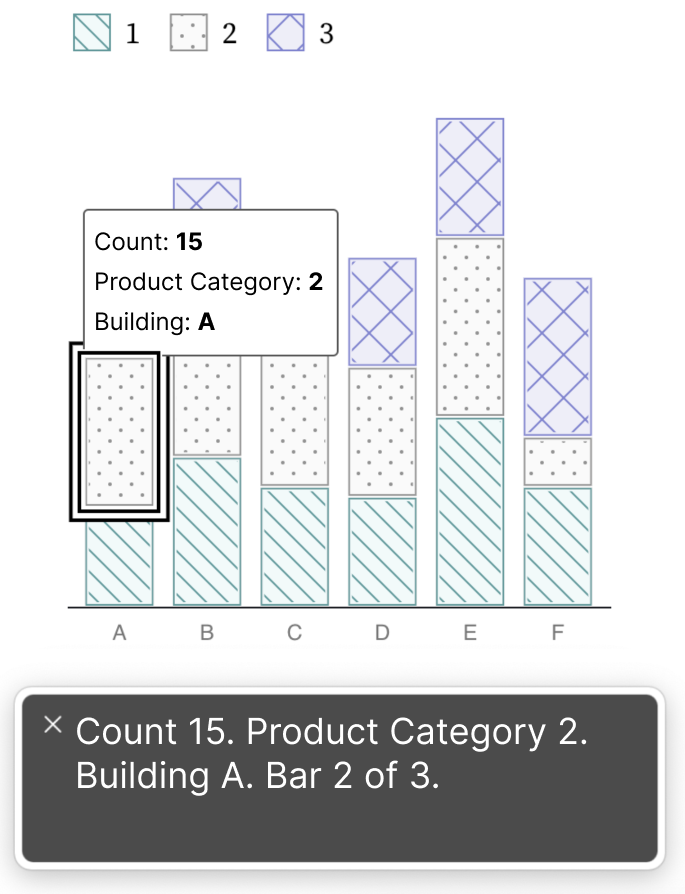 1 2 3
Count: 15
Product Category: 2
Building: A
A B C D E F
× Count 15. Product Category 2.
Building A. Bar 2 of 3.